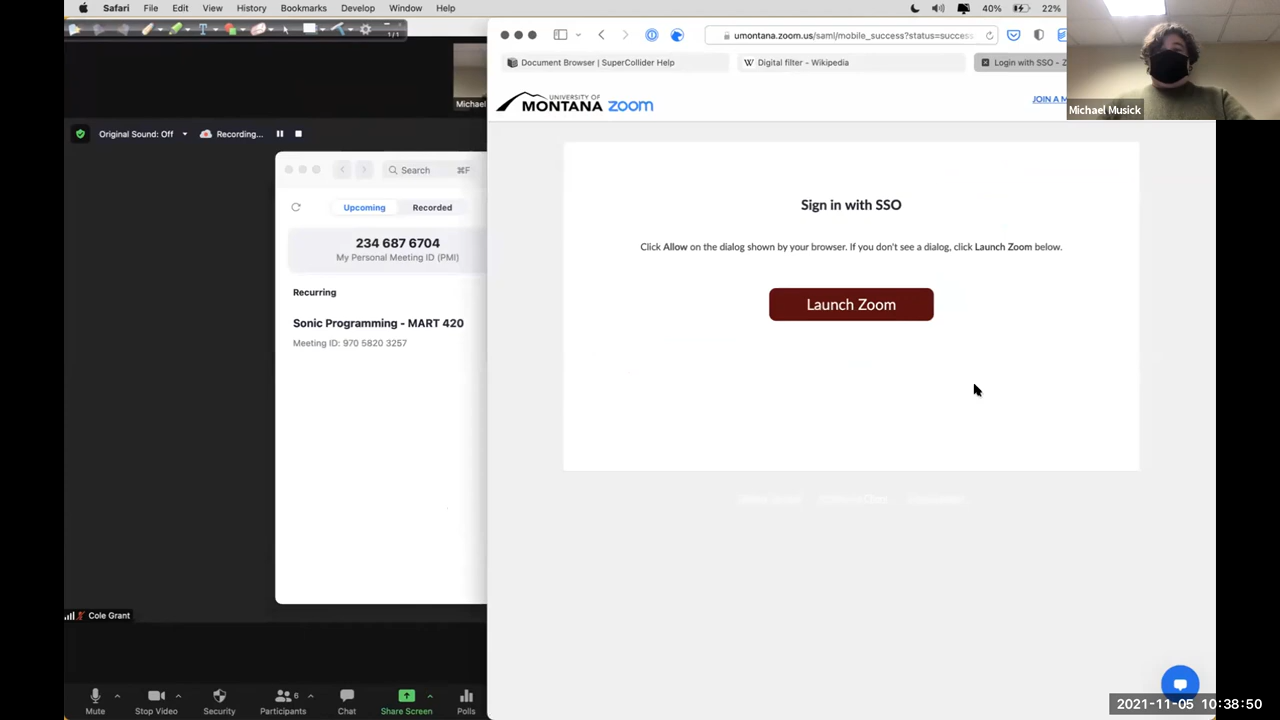 Safari File Edit View History Bookmarks Develop Window Help 40% 22%
1/1
umontana.zoom.us/saml/mobile_success?status=success
Document Browser | SuperCollider Help
Digital filter - Wikipedia
Login with SSO - Z
UNIVERSITY OF
MONTANA zoom
JOIN A M
Michael Musick
Michael
Original Sound: Off
Recording...
Search ⌘F
Upcoming Recorded
234 687 6704
My Personal Meeting ID (PMI)
Recurring
Sonic Programming - MART 420
Meeting ID: 970 5820 3257
Sign in with SSO
Click Allow on the dialog shown by your browser. If you don't see a dialog, click Launch Zoom below.
Launch Zoom
Cole Grant
Mute
Stop Video
Security
Participants 6
Chat
Share Screen
Polls
2021-11-05 10:38:50